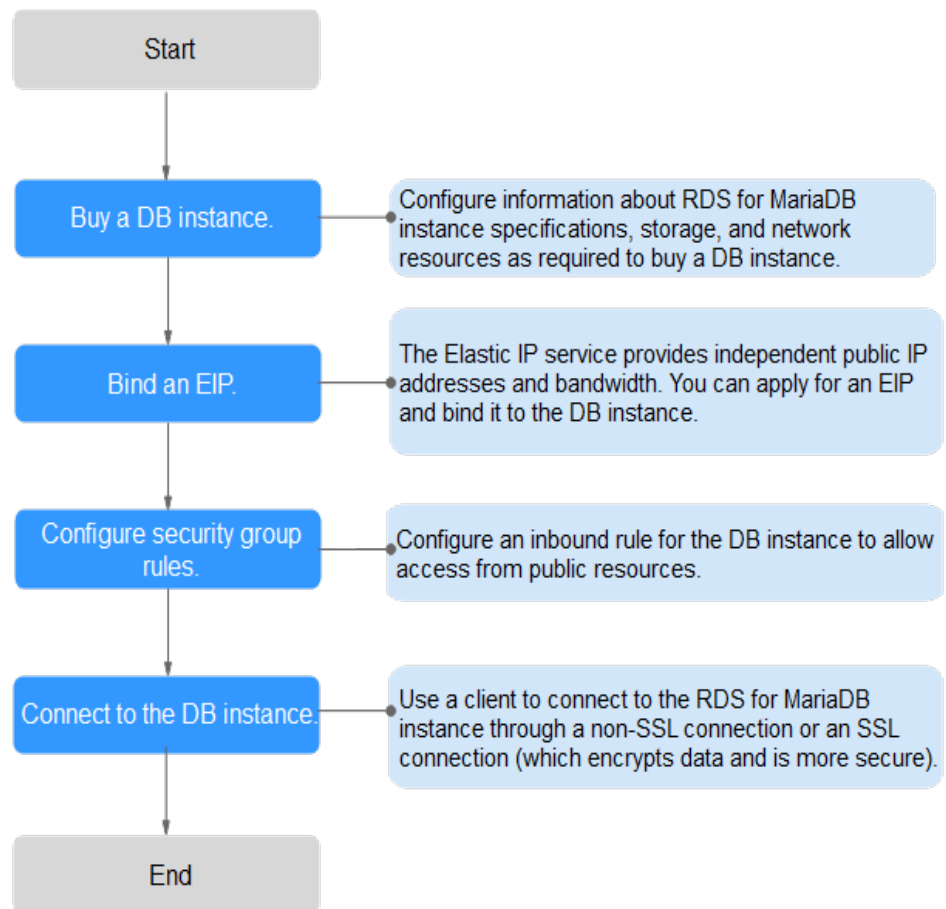 Start
Buy a DB instance.
Configure information about RDS for MariaDB
instance specifications, storage, and network
resources as required to buy a DB instance.
Bind an EIP.
The Elastic IP service provides independent public IP
addresses and bandwidth. You can apply for an EIP
and bind it to the DB instance.
Configure security group
rules.
Configure an inbound rule for the DB instance to allow
access from public resources.
Connect to the DB instance.
Use a client to connect to the RDS for MariaDB
instance through a non-SSL connection or an SSL
connection (which encrypts data and is more secure).
End